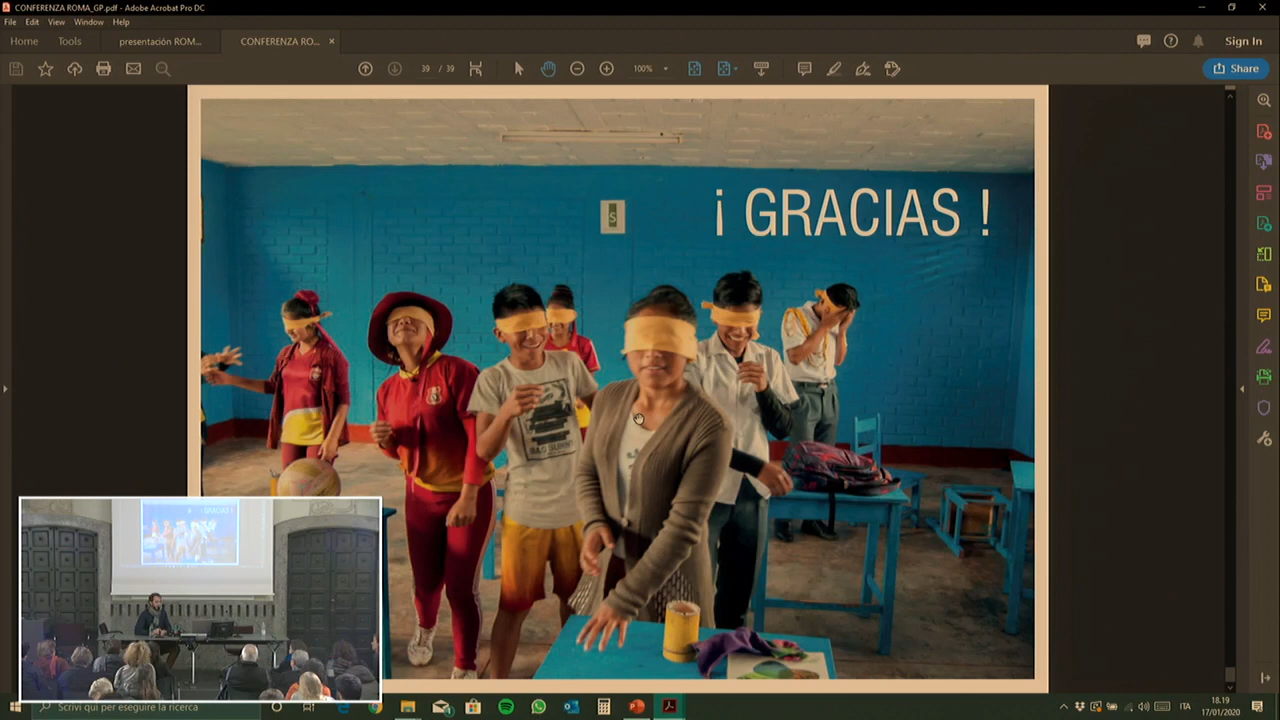 CONFERENZA ROMA_GP.pdf - Adobe Acrobat Pro DC
File Edit View Window Help
Home Tools presentación ROM... CONFERENZA RO... ×
Sign In
39 / 39 100%
Share
S
¡ GRACIAS !
¡ GRACIAS !
Scrivi qui per eseguire la ricerca
ITA
18.19
17/01/2020